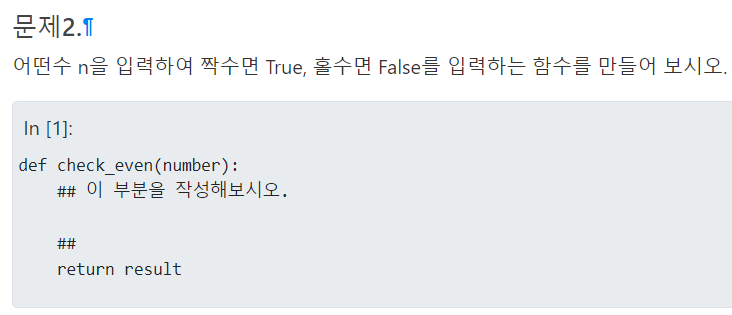 문제2.¶
어떤수 n을 입력하여 짝수면 True, 홀수면 False를 입력하는 함수를 만들어 보시오.
In [1]:
def check_even(number):
    ## 이 부분을 작성해보시오.
    ##
    return result